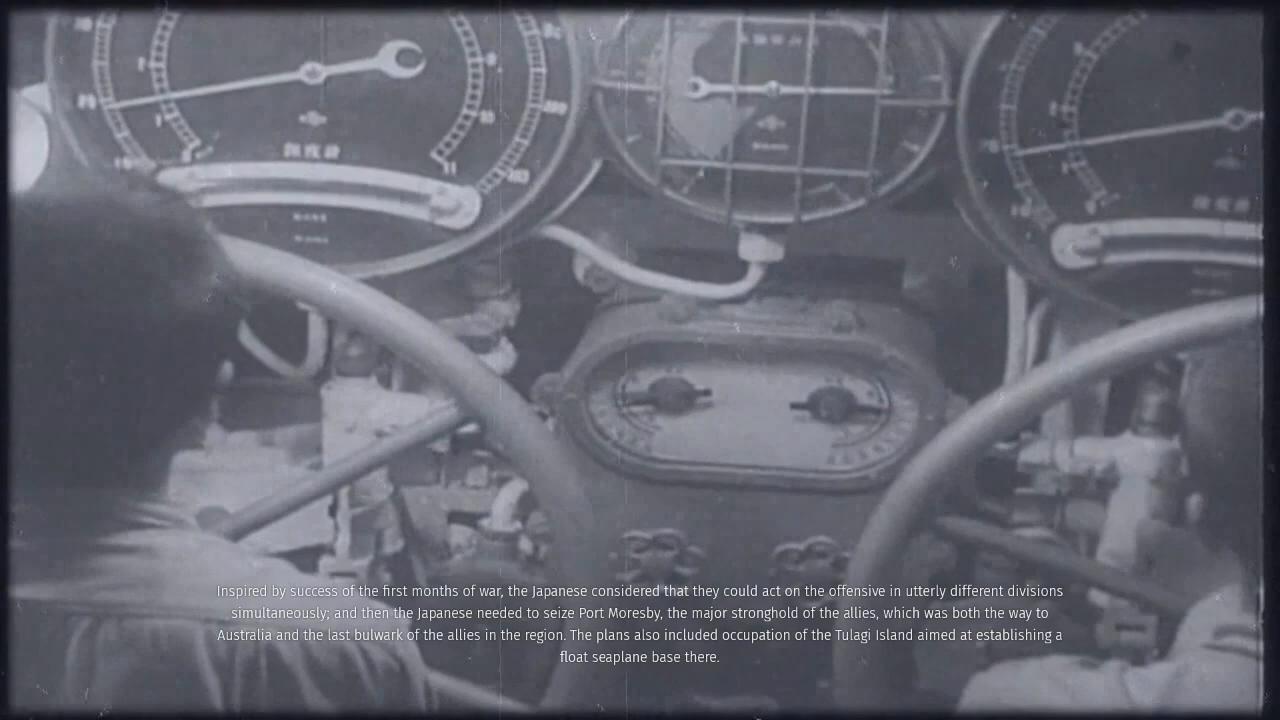 Inspired by success of the first months of war, the Japanese considered that they could act on the offensive in utterly different divisions
simultaneously; and then the Japanese needed to seize Port Moresby, the major stronghold of the allies, which was both the way to
Australia and the last bulwark of the allies in the region. The plans also included occupation of the Tulagi Island aimed at establishing a
float seaplane base there.